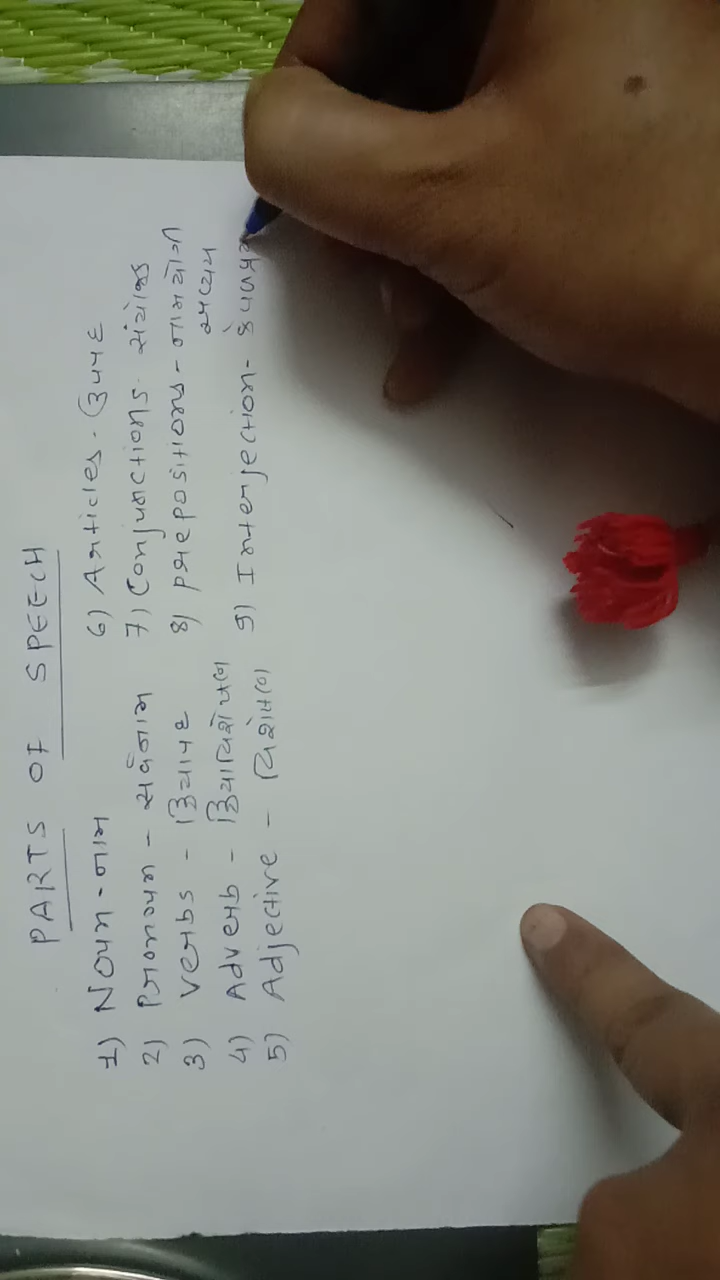 PARTS OF SPEECH
1) Noun - નામ
2) Pronoun - સર્વનામ
3) Verbs - ક્રિયાપદ
4) Adverb - ક્રિયાવિશેષણ
5) Adjective - વિશેષણ
6) Articles - ઉપપદ
7) Conjunctions - સંયોજક
8) Prepositions - નામયોગી
અવ્યય
9) Interjection -